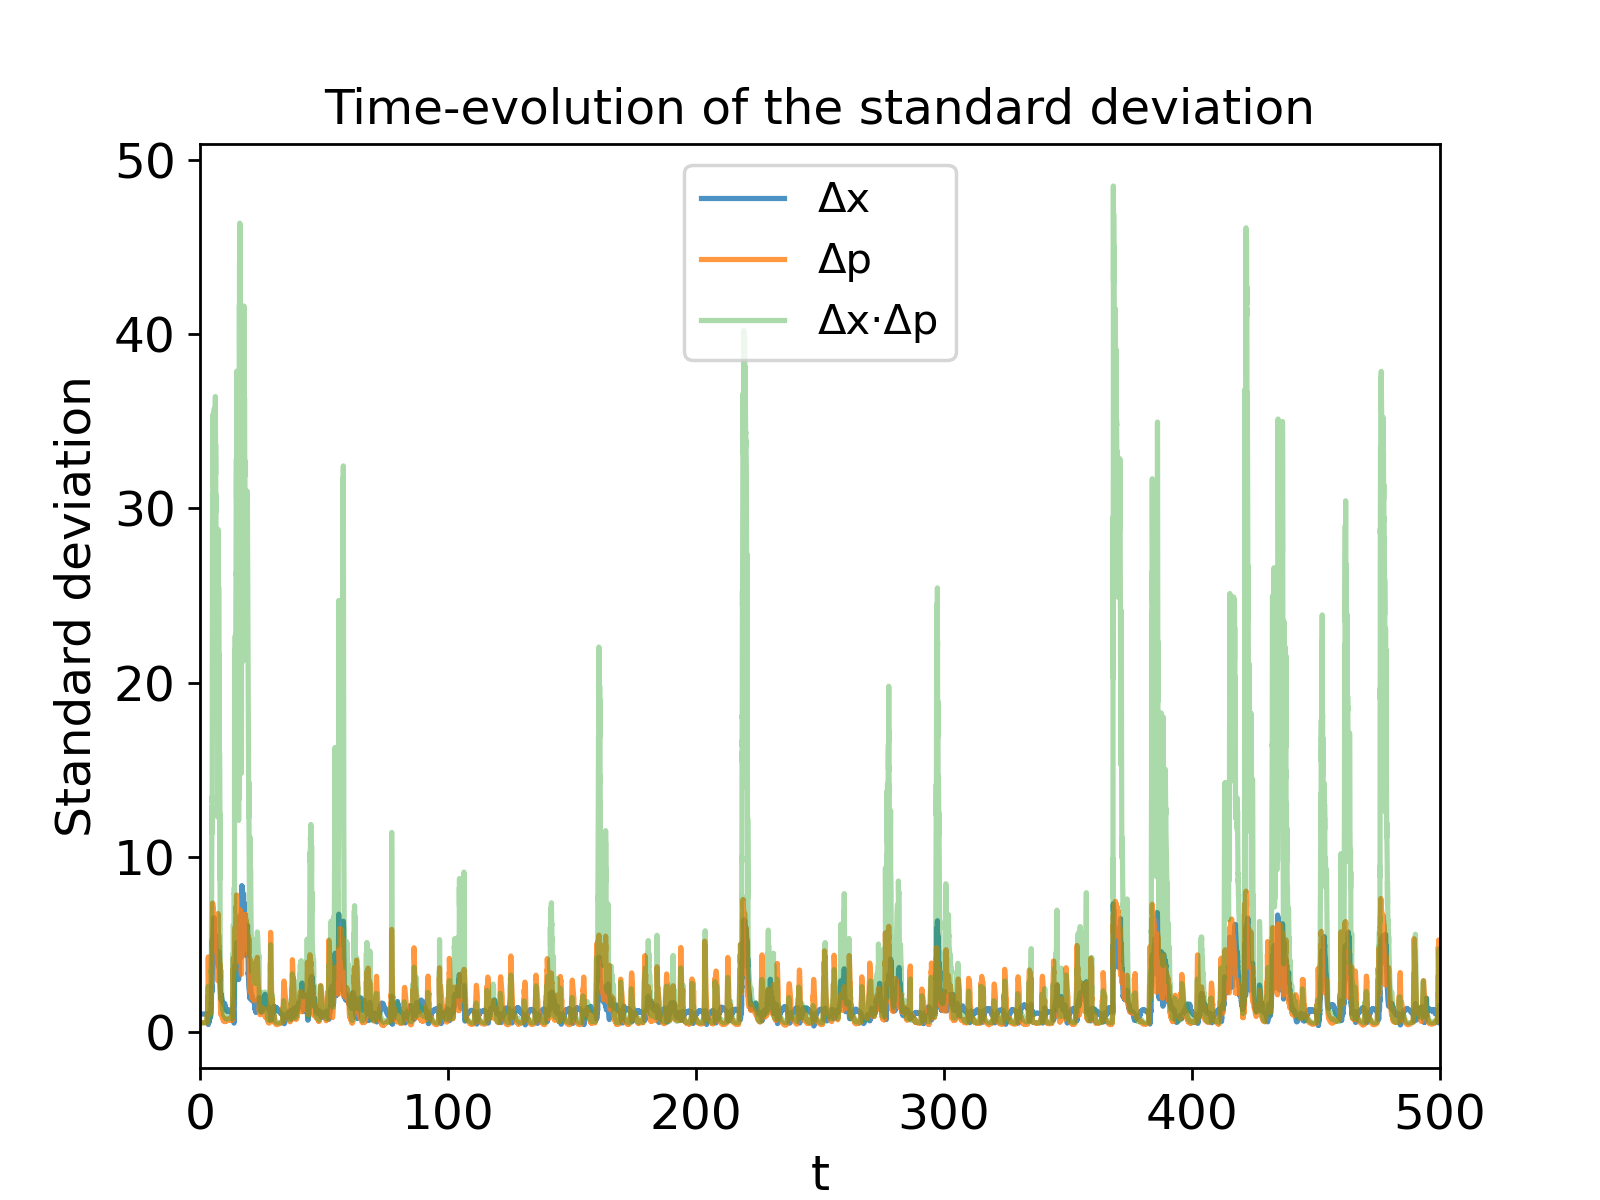 Time-evolution of the standard deviation
Δx
Δp
Δx·Δp
Standard deviation
50
40
30
20
10
0
0 100 200 300 400 500
t